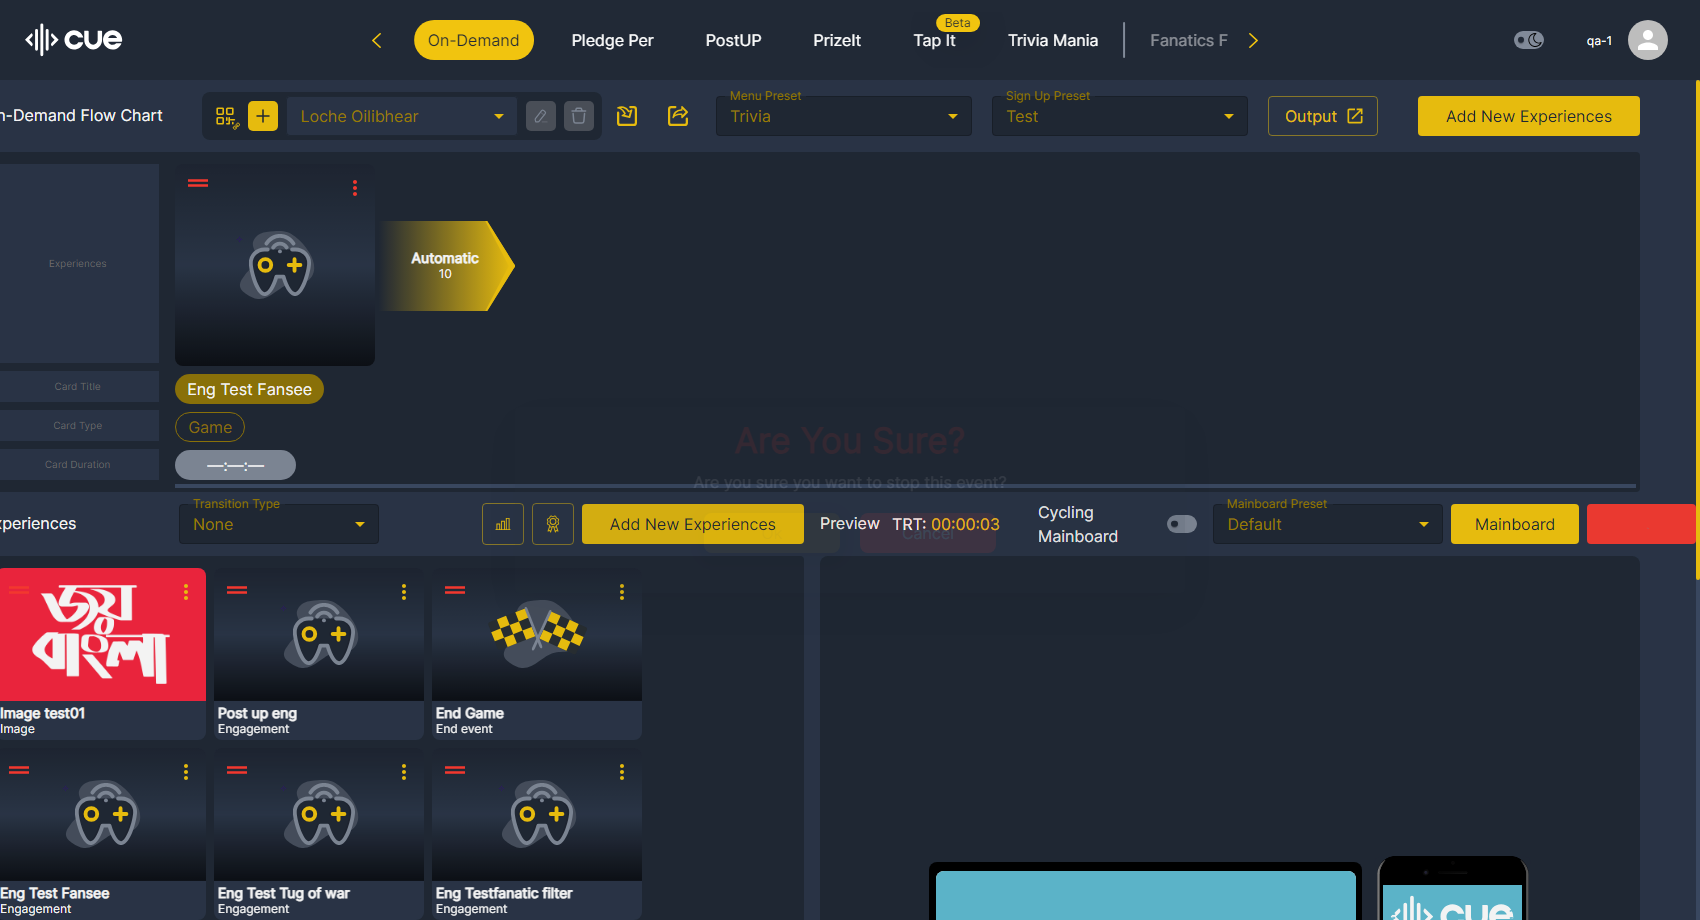 cue
On-Demand
Pledge Per
PostUP
PrizeIt
Beta
Tap It
Trivia Mania
Fanatics F
qa-1
n-Demand Flow Chart
Loche Oilibhear
Menu Preset
Trivia
Sign Up Preset
Test
Output
Add New Experiences
Experiences
Automatic
10
Card Title
Eng Test Fansee
Card Type
Game
Card Duration
—:—:—
Are You Sure?
Are you sure you want to stop this event?
Cancel
xperiences
Transition Type
None
Add New Experiences
Preview
TRT: 00:00:03
Cycling
Mainboard
Mainboard Preset
Default
Mainboard
জয়
বাংলা
Image test01
Image
Post up eng
Engagement
End Game
End event
Eng Test Fansee
Engagement
Eng Test Tug of war
Engagement
Eng Testfanatic filter
Engagement
cue